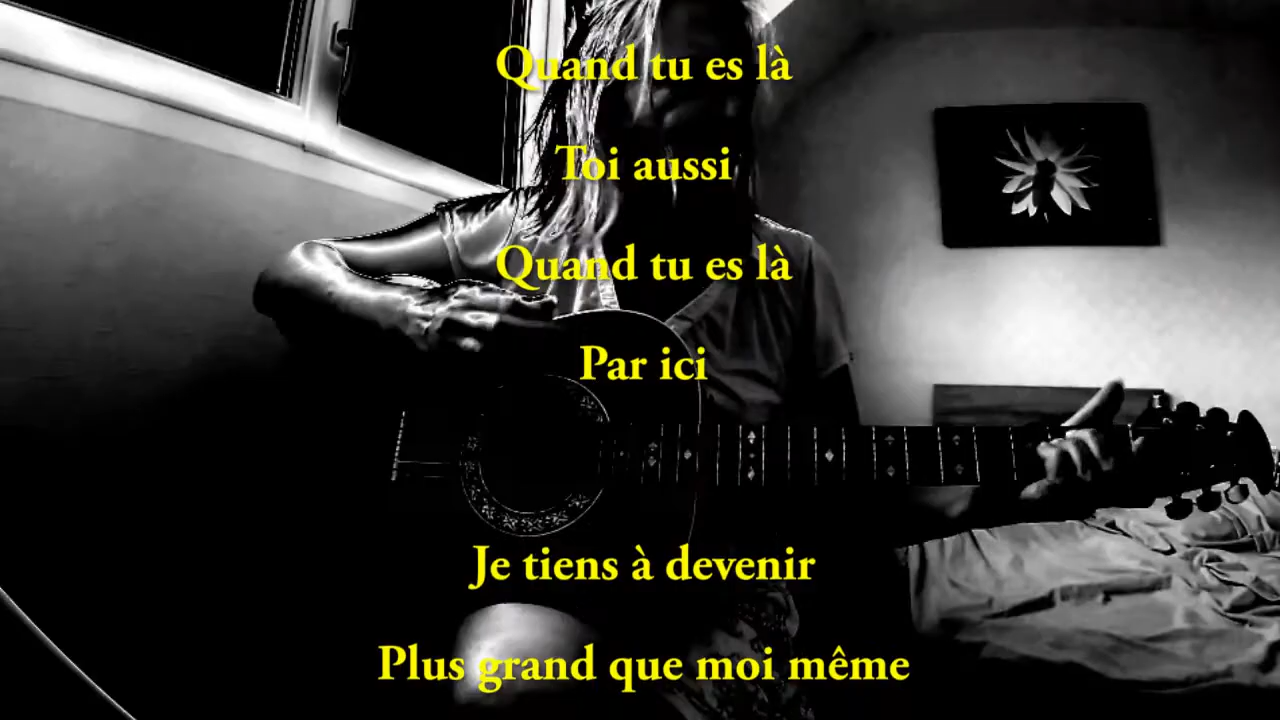 Quand tu es là
Toi aussi
Quand tu es là
Par ici
Je tiens à devenir
Plus grand que moi même